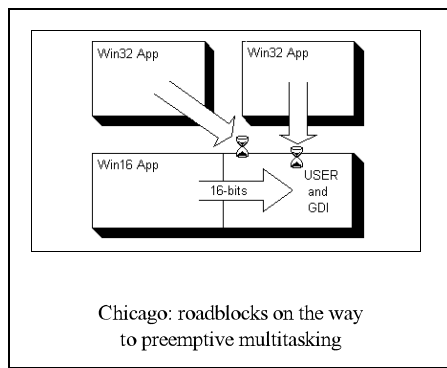 Win32 App
Win32 App
Win16 App
16-bits
USER
and
GDI
Chicago: roadblocks on the way
to preemptive multitasking